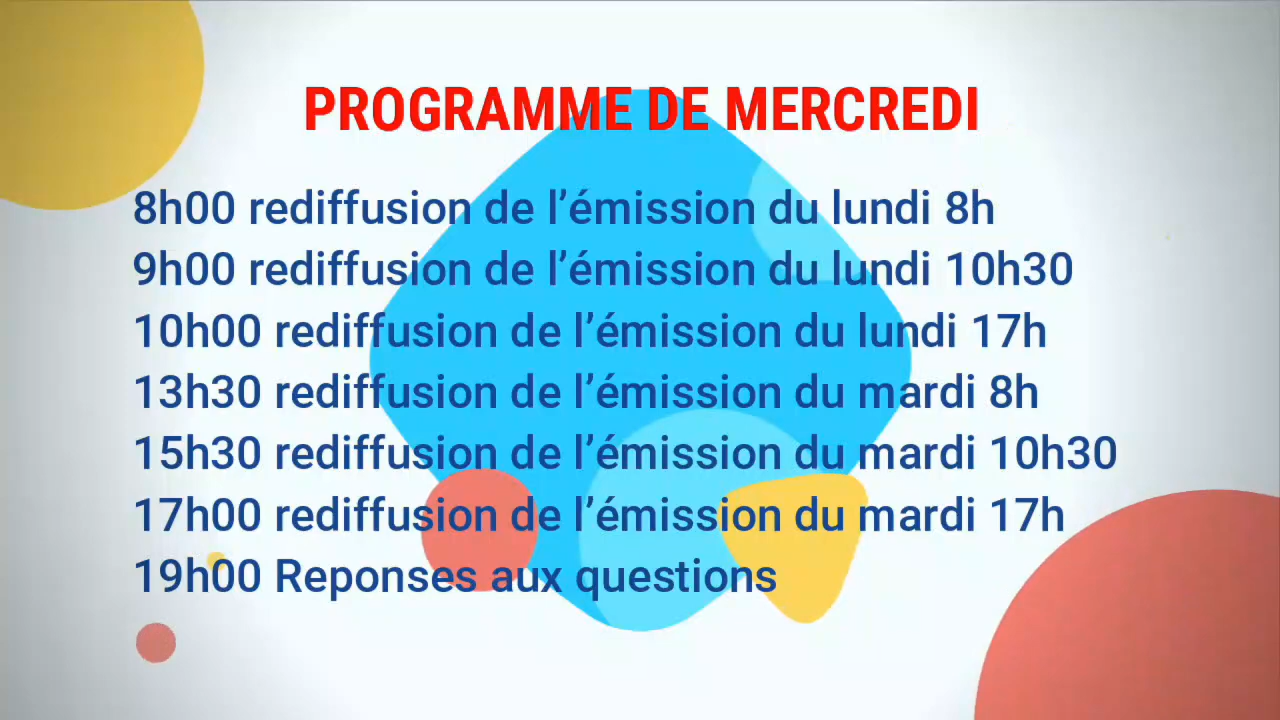 PROGRAMME DE MERCREDI
8h00 rediffusion de l’émission du lundi 8h
9h00 rediffusion de l’émission du lundi 10h30
10h00 rediffusion de l’émission du lundi 17h
13h30 rediffusion de l’émission du mardi 8h
15h30 rediffusion de l’émission du mardi 10h30
17h00 rediffusion de l’émission du mardi 17h
19h00 Reponses aux questions